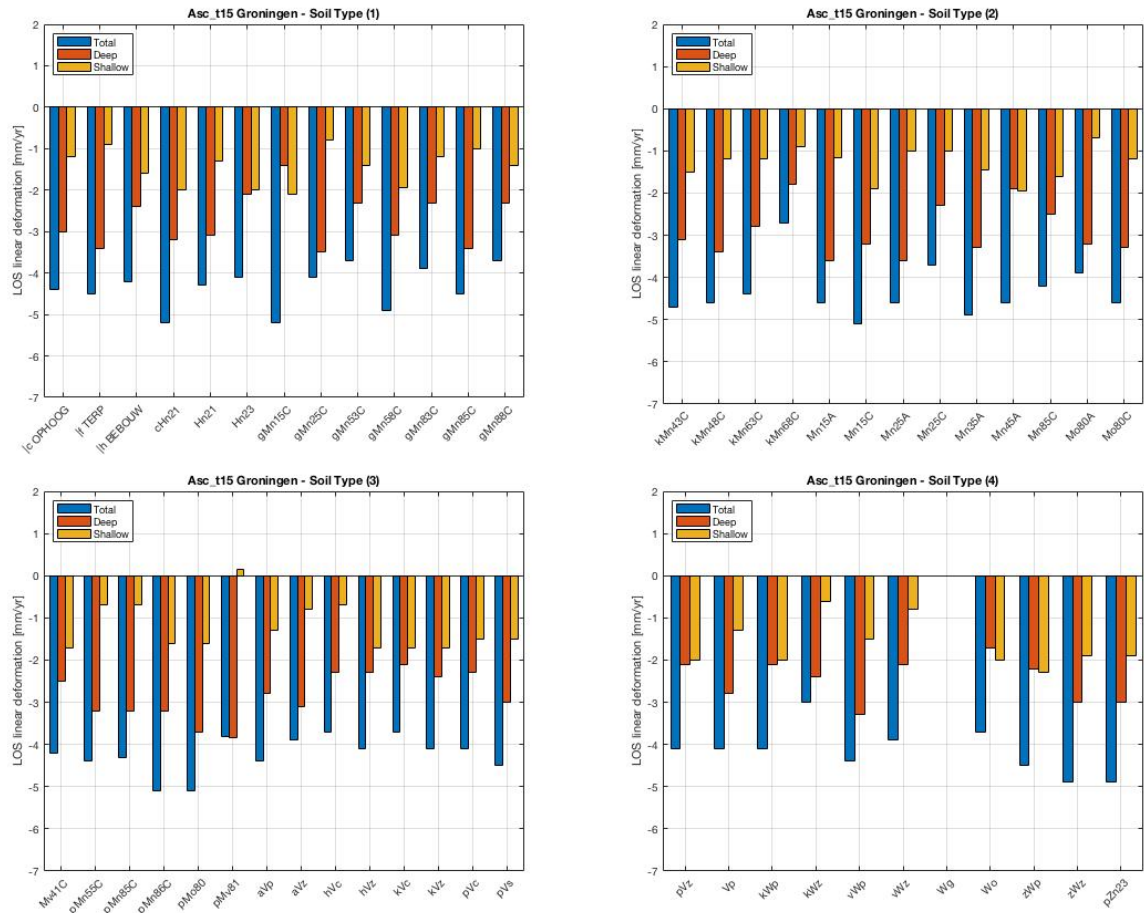 Asc_t15 Groningen - Soil Type (1)
2
1
0
-1
-2
-3
-4
-5
-6
-7
LOS linear deformation [mm/yr]
Total
Deep
Shallow
|c OPHOOG
|f TERP
|h BEBOUW
cHn21
Hn21
Hn23
gMn15C
gMn25C
gMn53C
gMn58C
gMn83C
gMn85C
gMn88C
Asc_t15 Groningen - Soil Type (2)
2
1
0
-1
-2
-3
-4
-5
-6
-7
LOS linear deformation [mm/yr]
Total
Deep
Shallow
kMn43C
kMn48C
kMn63C
kMn68C
Mn15A
Mn15C
Mn25A
Mn25C
Mn35A
Mn45A
Mn85C
Mo80A
Mo80C
Asc_t15 Groningen - Soil Type (3)
2
1
0
-1
-2
-3
-4
-5
-6
-7
LOS linear deformation [mm/yr]
Total
Deep
Shallow
Mv41C
pMn55C
pMn85C
pMn86C
pMo80
pMv81
aVp
aVz
hVc
hVz
kVc
kVz
pVc
pVs
Asc_t15 Groningen - Soil Type (4)
2
1
0
-1
-2
-3
-4
-5
-6
-7
LOS linear deformation [mm/yr]
Total
Deep
Shallow
pVz
Vp
kWp
kWz
vWp
vWz
Wg
Wo
zWp
zWz
pZn23